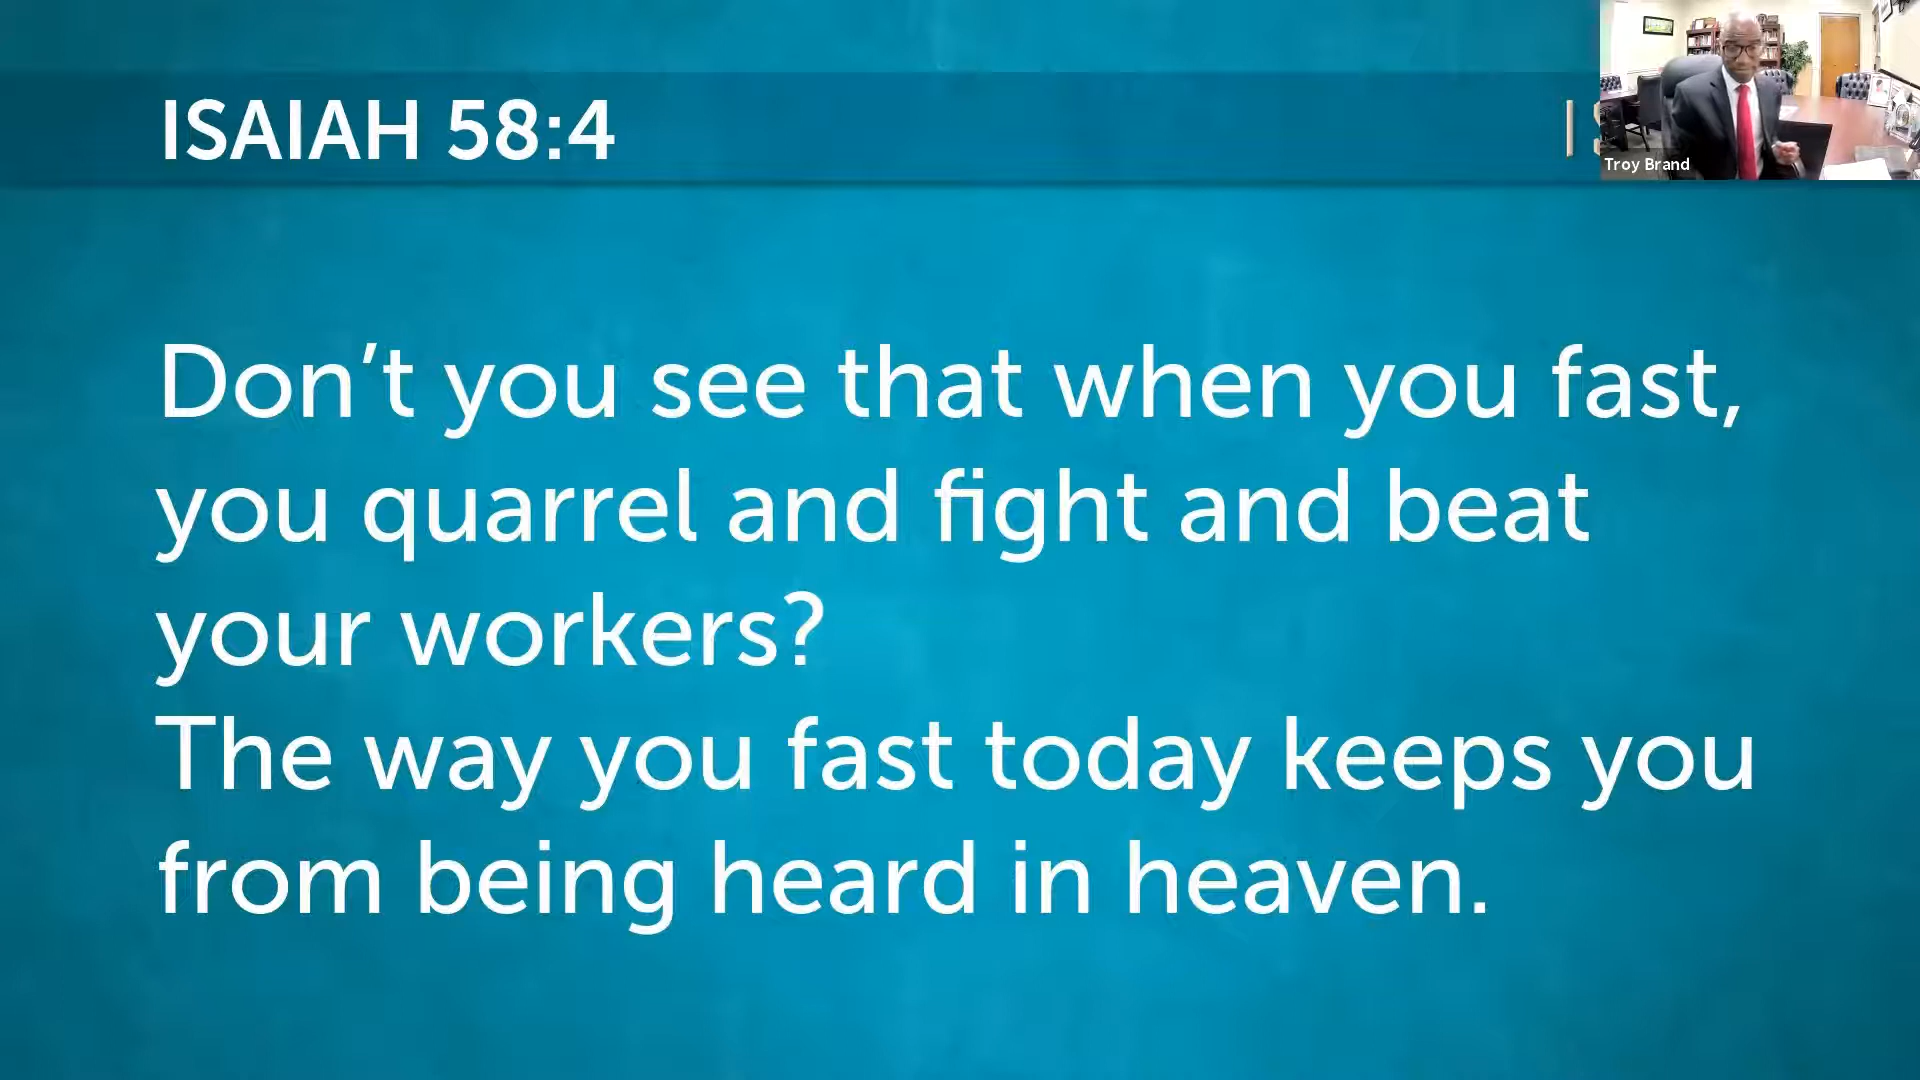 ISAIAH 58:4
Troy Brand
Don’t you see that when you fast,
you quarrel and fight and beat
your workers?
The way you fast today keeps you
from being heard in heaven.